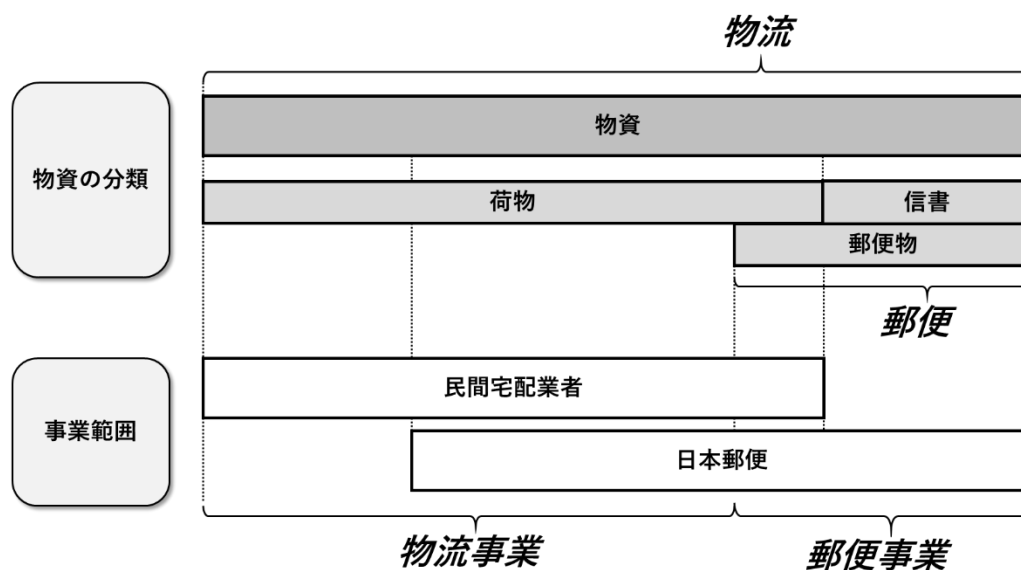 物流
物資の分類
物資
荷物
信書
郵便物
郵便
事業範囲
民間宅配業者
日本郵便
物流事業
郵便事業